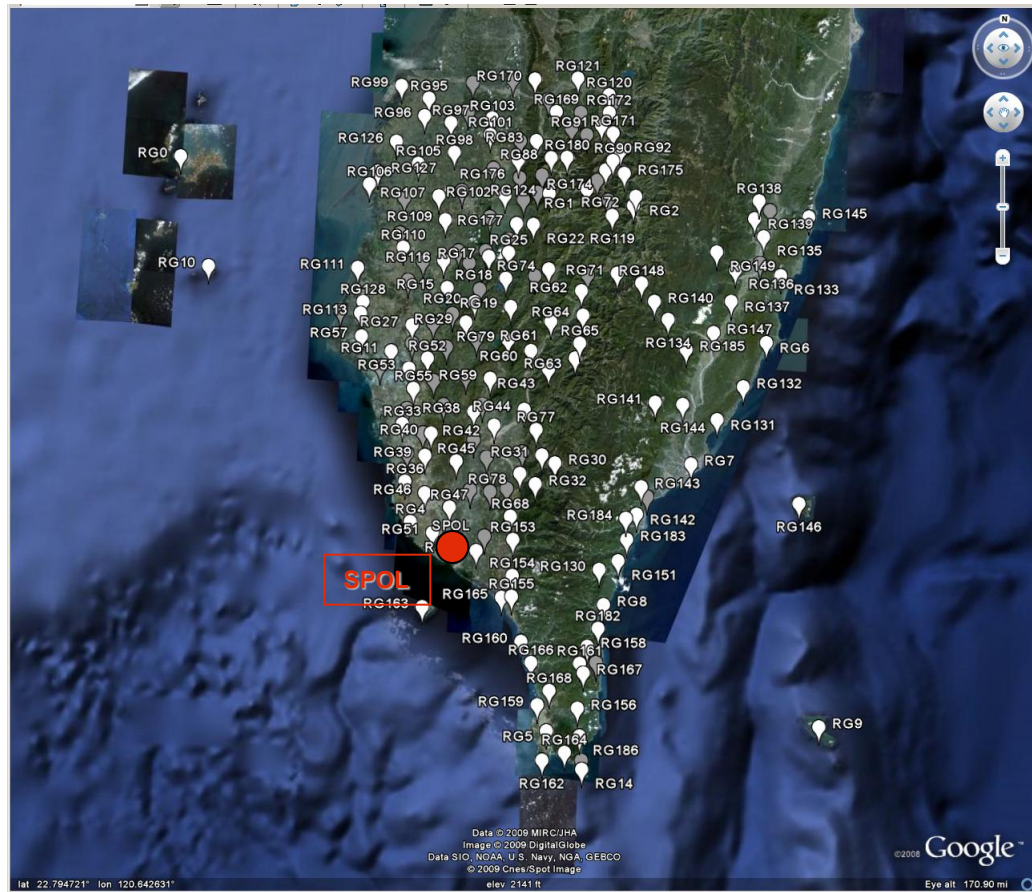 N
RG121
RG170
RG99
RG95
RG120
RG103
RG169
RG172
RG96
RG97
RG101
RG91
RG171
RG126
RG98
RG83
RG105
RG88
RG180
RG90
RG92
RG0
RG106
RG127
RG176
RG175
RG107
RG102
RG124
RG174
RG138
RG1
RG72
RG2
RG109
RG177
RG145
RG139
RG110
RG25
RG22
RG119
RG116
RG17
RG135
RG10
RG111
RG18
RG74
RG71
RG148
RG149
RG15
RG62
RG136
RG133
RG128
RG20
RG19
RG140
RG113
RG27
RG29
RG64
RG137
RG57
RG79
RG61
RG65
RG147
RG11
RG52
RG60
RG134
RG185
RG6
RG53
RG63
RG55
RG59
RG43
RG132
RG33
RG38
RG44
RG77
RG141
RG144
RG40
RG42
RG131
RG39
RG45
RG31
RG30
RG7
RG36
RG78
RG32
RG46
RG47
RG143
RG4
RG68
RG184
RG142
RG146
RG51
SPOL
RG153
RG183
RG154
RG130
RG151
SPOL
RG165
RG155
RG163
RG8
RG182
RG160
RG158
RG166
RG161
RG167
RG168
RG159
RG156
RG9
RG5
RG164
RG186
RG162
RG14
Data © 2009 MIRC/JHA
Image © 2009 DigitalGlobe
Data SIO, NOAA, U.S. Navy, NGA, GEBCO
© 2009 Cnes/Spot Image
©2008 Google™
lat 22.794721° lon 120.642631°
elev 2141 ft
Eye alt 170.90 mi